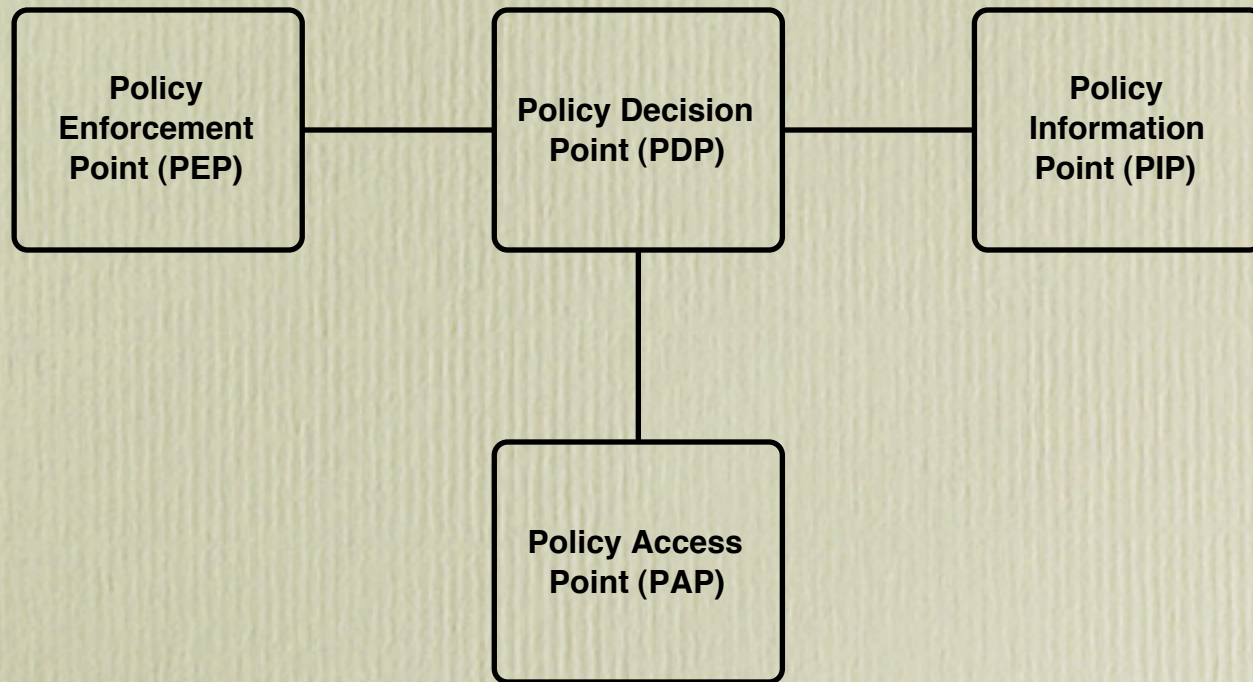 Policy
Enforcement
Point (PEP)
Policy Decision
Point (PDP)
Policy
Information
Point (PIP)
Policy Access
Point (PAP)